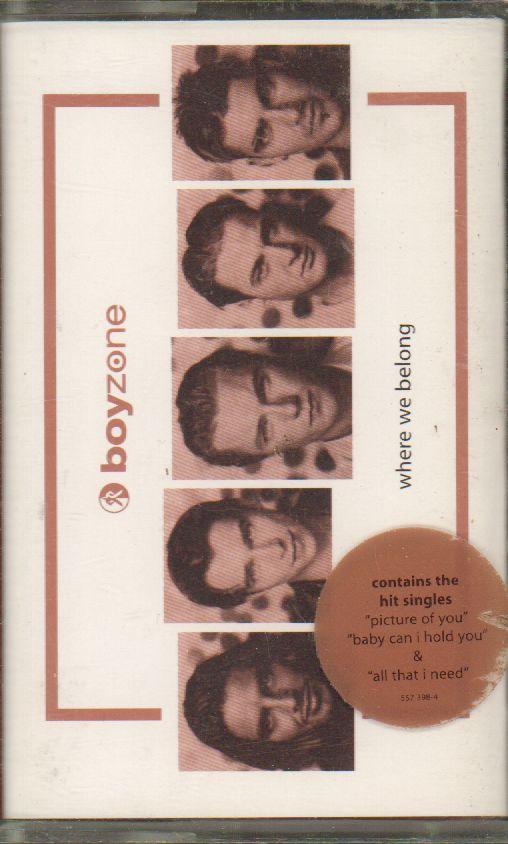 boyzone
where we belong
contains the
hit singles
"picture of you"
"baby can i hold you"
&
"all that i need"
557 398-4